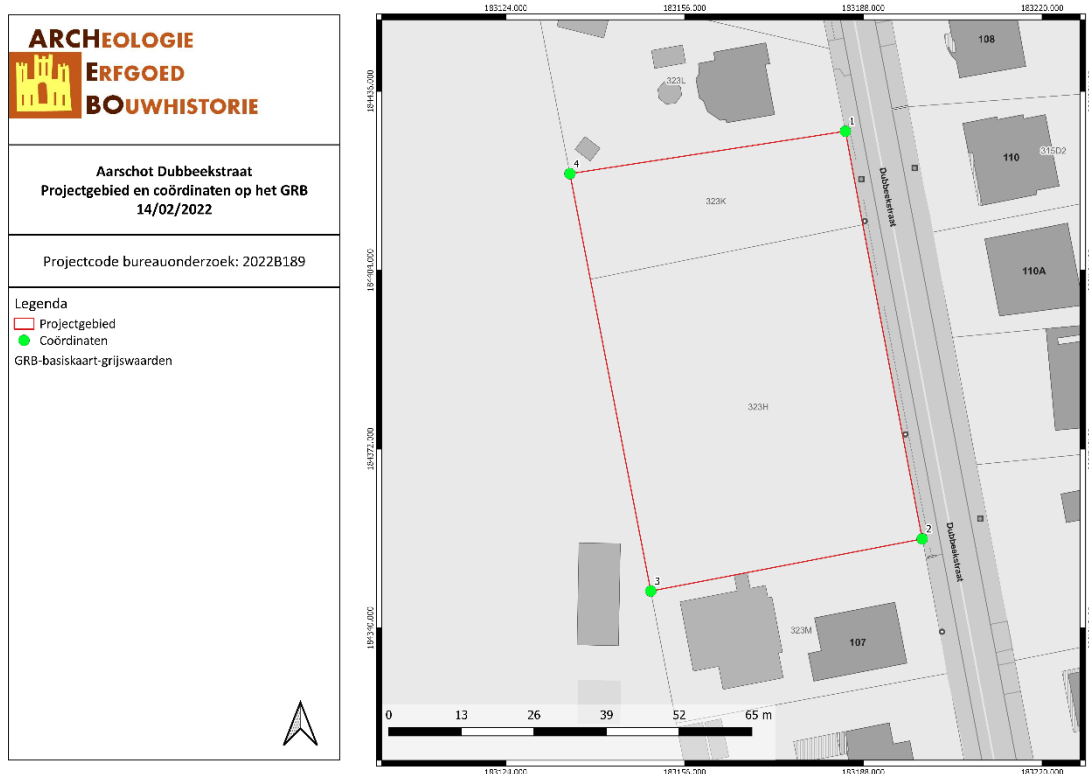 ARCHEOLOGIE
ERFGOED
BOUWHISTORIE
Aarschot Dubbeekstraat
Projectgebied en coördinaten op het GRB
14/02/2022
Projectcode bureauonderzoek: 2022B189
Legenda
Projectgebied
Coördinaten
GRB-basiskaart-grijswaarden
183124.000 183156.000 183188.000 183220.000
184436.000
184404.000
184372.000
184340.000
108
323L
1
110
315D2
4
Dubbeekstraat
323K
110A
323H
2
Dubbeekstraat
3
323M
107
0 13 26 39 52 65 m
183124.000 183156.000 183188.000 183220.000